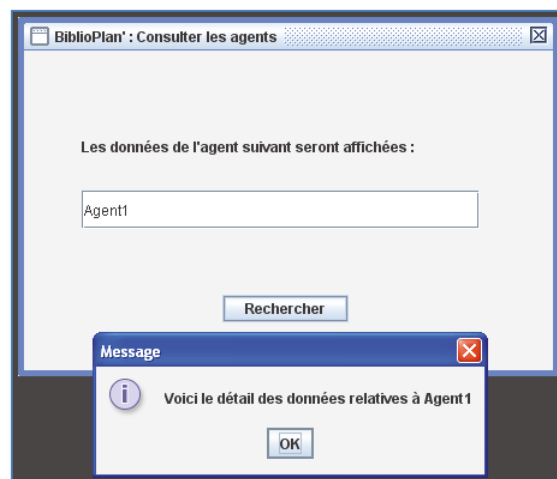 BiblioPlan' : Consulter les agents
Les données de l'agent suivant seront affichées :
Agent1
Rechercher
Message
Voici le détail des données relatives à Agent1
OK